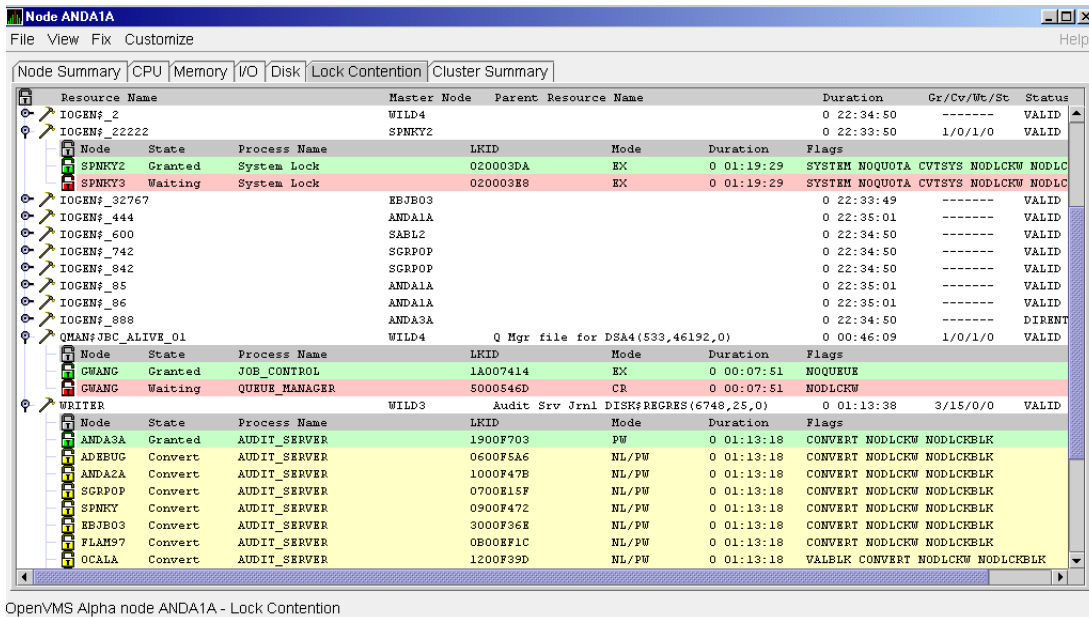 Node ANDA1A
File View Fix Customize Help
Node Summary CPU Memory I/O Disk Lock Contention Cluster Summary
Resource Name Master Node Parent Resource Name Duration Gr/Cv/Wt/St Status
IOGEN$_2 WILD4 0 22:34:50 ------- VALID
IOGEN$_22222 SPNKY2 0 22:33:50 1/0/1/0 VALID
Node State Process Name LKID Mode Duration Flags
SPNKY2 Granted System Lock 020003DA EX 0 01:19:29 SYSTEM NOQUOTA CVTSYS NODLCKW NODLC
SPNKY3 Waiting System Lock 020003E8 EX 0 01:19:29 SYSTEM NOQUOTA CVTSYS NODLCKW NODLC
IOGEN$_32767 EBJB03 0 22:33:49 ------- VALID
IOGEN$_444 ANDA1A 0 22:35:01 ------- VALID
IOGEN$_600 SABL2 0 22:34:50 ------- VALID
IOGEN$_742 SGRPOP 0 22:34:50 ------- VALID
IOGEN$_842 SGRPOP 0 22:34:50 ------- VALID
IOGEN$_85 ANDA1A 0 22:35:01 ------- VALID
IOGEN$_86 ANDA1A 0 22:35:01 ------- VALID
IOGEN$_888 ANDA3A 0 22:34:50 ------- DIRENT
QMAN$JBC_ALIVE_01 WILD4 Q Mgr file for DSA4(533,46192,0) 0 00:46:09 1/0/1/0 VALID
Node State Process Name LKID Mode Duration Flags
GWANG Granted JOB_CONTROL 1A007414 EX 0 00:07:51 NOQUEUE
GWANG Waiting QUEUE_MANAGER 5000546D CR 0 00:07:51 NODLCKW
WRITER WILD3 Audit Srv Jrnl DISK$REGRES(6748,25,0) 0 01:13:38 3/15/0/0 VALID
Node State Process Name LKID Mode Duration Flags
ANDA3A Granted AUDIT_SERVER 1900F703 PW 0 01:13:18 CONVERT NODLCKW NODLCKBLK
ADEBUG Convert AUDIT_SERVER 0600F5A6 NL/PW 0 01:13:18 CONVERT NODLCKW NODLCKBLK
ANDA2A Convert AUDIT_SERVER 1000F47B NL/PW 0 01:13:18 CONVERT NODLCKW NODLCKBLK
SGRPOP Convert AUDIT_SERVER 0700E15F NL/PW 0 01:13:18 CONVERT NODLCKW NODLCKBLK
SPNKY Convert AUDIT_SERVER 0900F472 NL/PW 0 01:13:18 CONVERT NODLCKW NODLCKBLK
EBJB03 Convert AUDIT_SERVER 3000F36E NL/PW 0 01:13:18 CONVERT NODLCKW NODLCKBLK
FLAM97 Convert AUDIT_SERVER 0B00EF1C NL/PW 0 01:13:18 CONVERT NODLCKW NODLCKBLK
OCALA Convert AUDIT_SERVER 1200F39D NL/PW 0 01:13:18 VALBLK CONVERT NODLCKW NODLCKBLK
OpenVMS Alpha node ANDA1A - Lock Contention